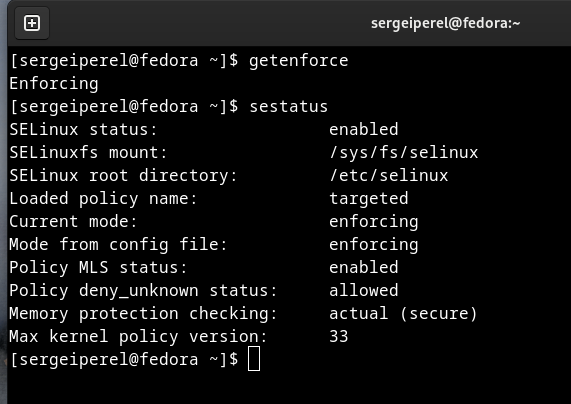 sergeiperel@fedora:~
[sergeiperel@fedora ~]$ getenforce
Enforcing
[sergeiperel@fedora ~]$ sestatus
SELinux status:                 enabled
SELinuxfs mount:                /sys/fs/selinux
SELinux root directory:         /etc/selinux
Loaded policy name:             targeted
Current mode:                   enforcing
Mode from config file:          enforcing
Policy MLS status:              enabled
Policy deny_unknown status:     allowed
Memory protection checking:     actual (secure)
Max kernel policy version:      33
[sergeiperel@fedora ~]$